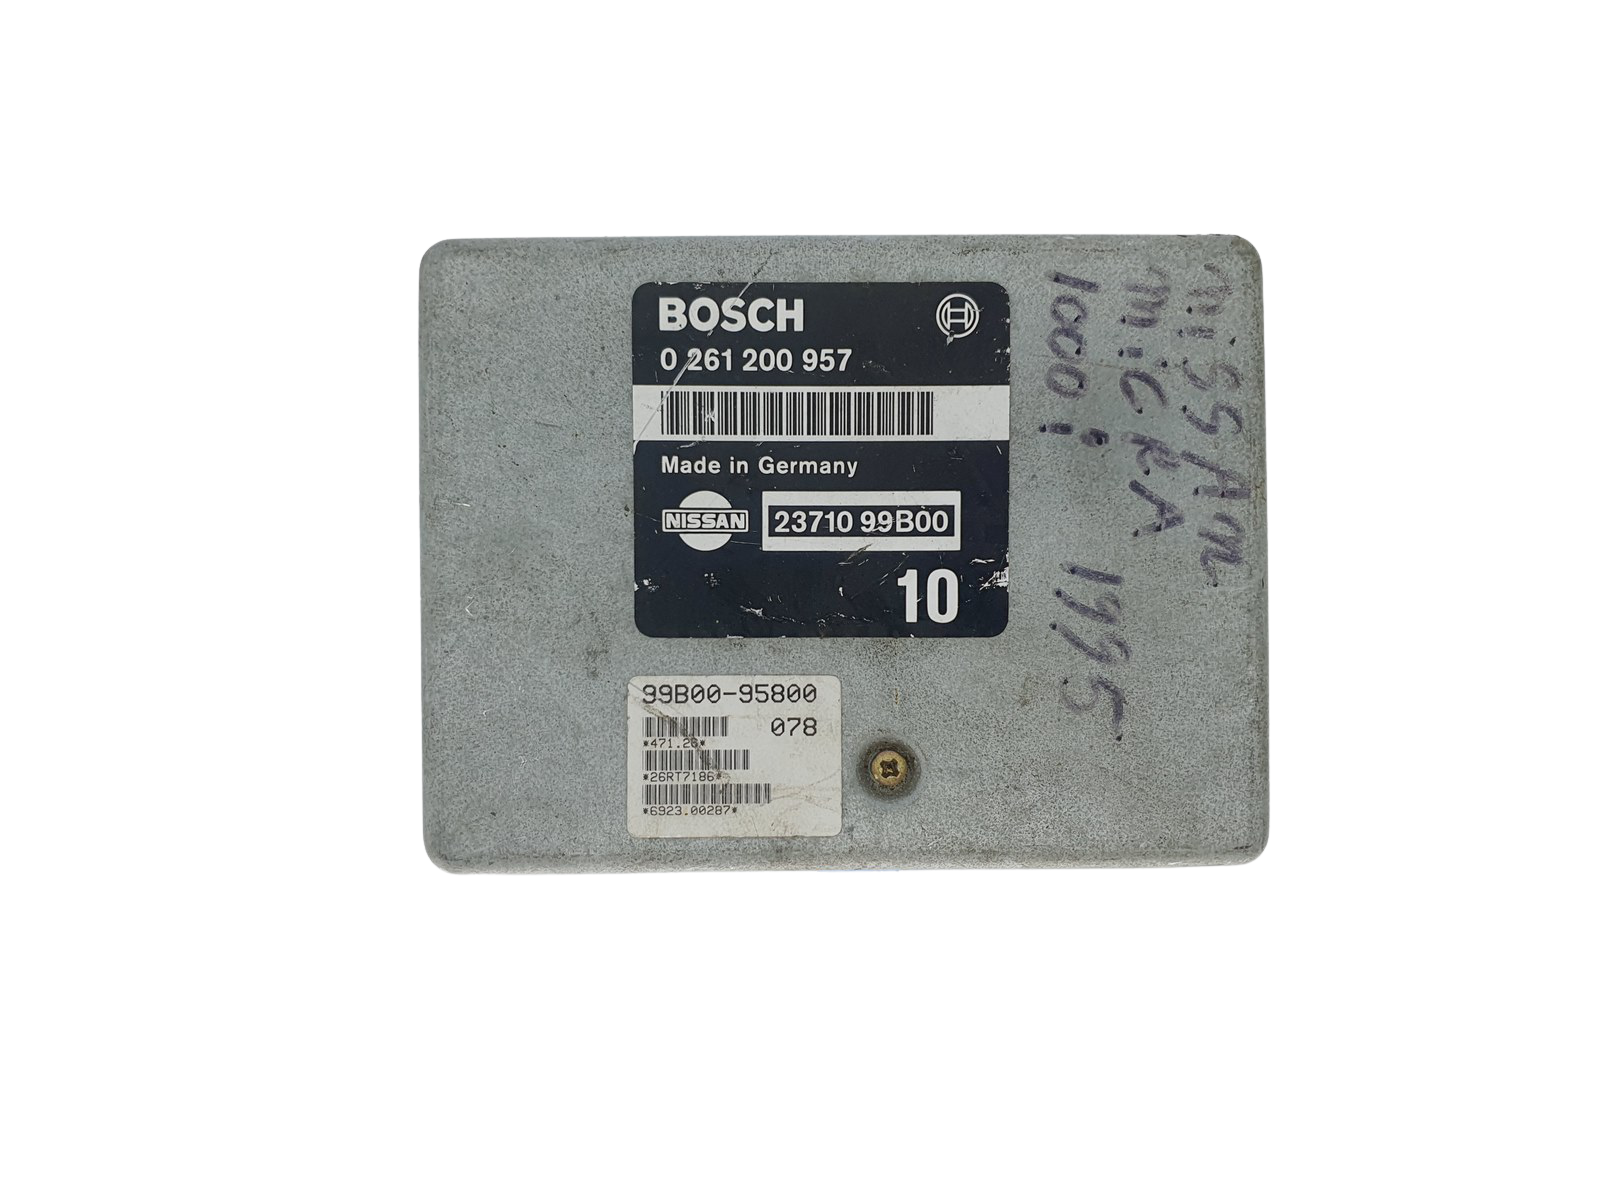 BOSCH
0 261 200 957
Made in Germany
NISSAN
23710 99B00
10
99B00-95800
078
*471.26*
*26RT7186*
*6923.00287*
NiSSAN
MiCRA 1995
1000i